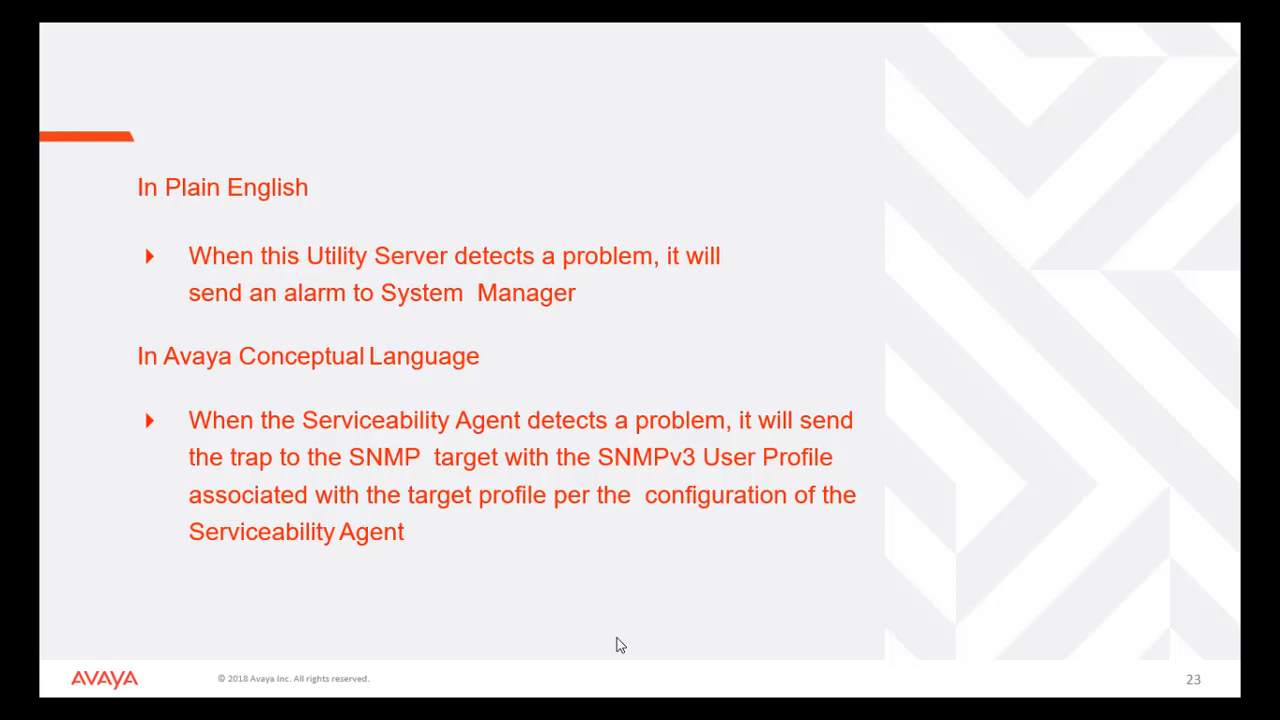 In Plain English
When this Utility Server detects a problem, it will
send an alarm to System Manager
In Avaya Conceptual Language
When the Serviceability Agent detects a problem, it will send
the trap to the SNMP target with the SNMPv3 User Profile
associated with the target profile per the configuration of the
Serviceability Agent
AVAYA
© 2018 Avaya Inc. All rights reserved.
23